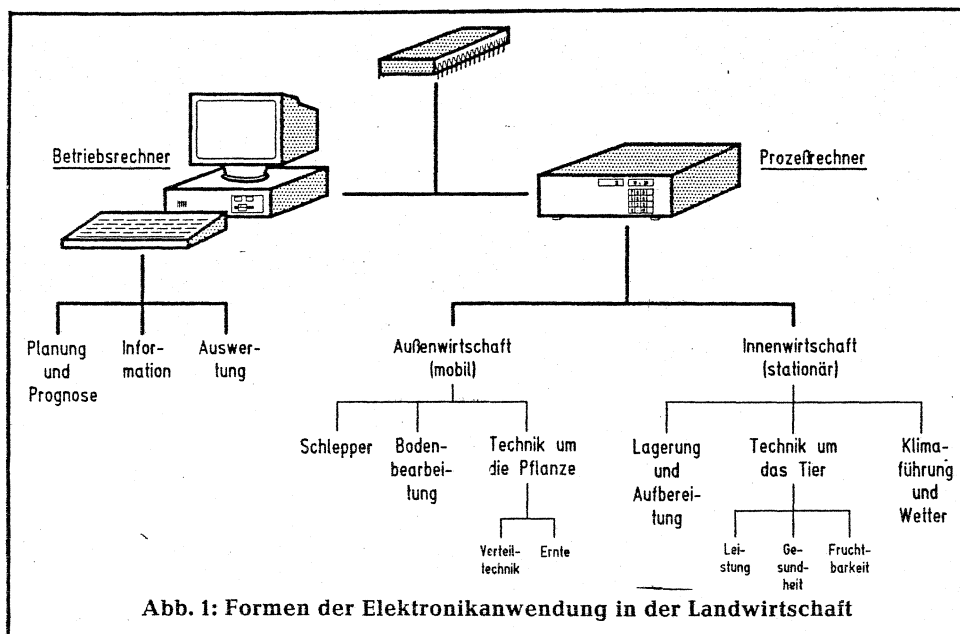 Betriebsrechner
Prozeßrechner
Planung
und
Prognose
Infor-
mation
Auswer-
tung
Außenwirtschaft
(mobil)
Innenwirtschaft
(stationär)
Schlepper
Boden-
bearbei-
tung
Technik um
die Pflanze
Lagerung
und
Aufberei-
tung
Technik um
das Tier
Klima-
führung
und
Wetter
Verteil-
technik
Ernte
Lei-
stung
Ge-
sund-
heit
Frucht-
barkeit
Abb. 1: Formen der Elektronikanwendung in der Landwirtschaft